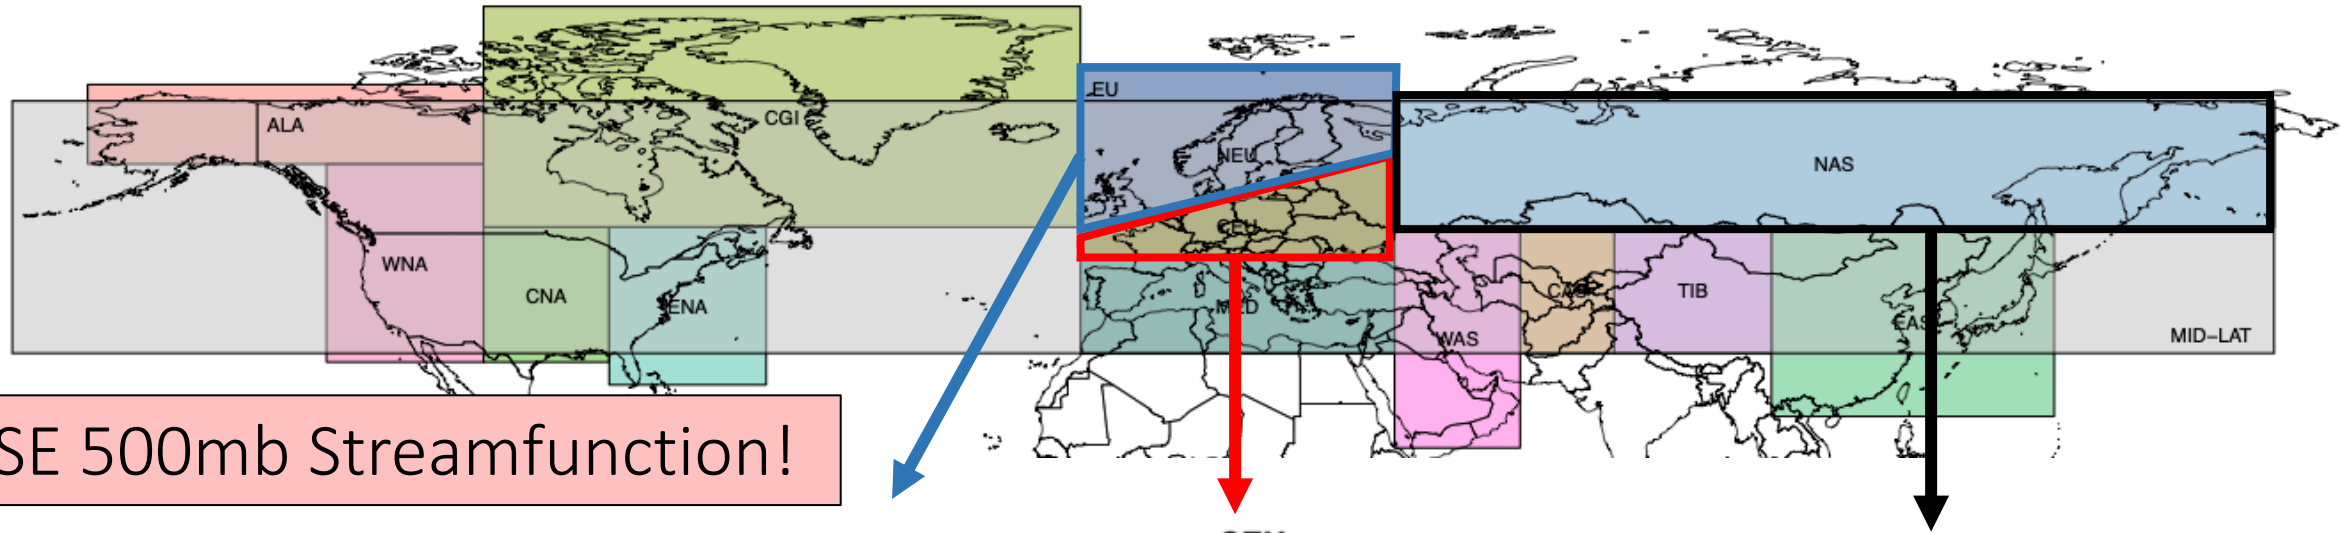 EU
ALA
CGI
NEU
NAS
CEU
WNA
CNA
ENA
MED
CAS
TIB
WAS
EAS
MID-LAT
SE 500mb Streamfunction!